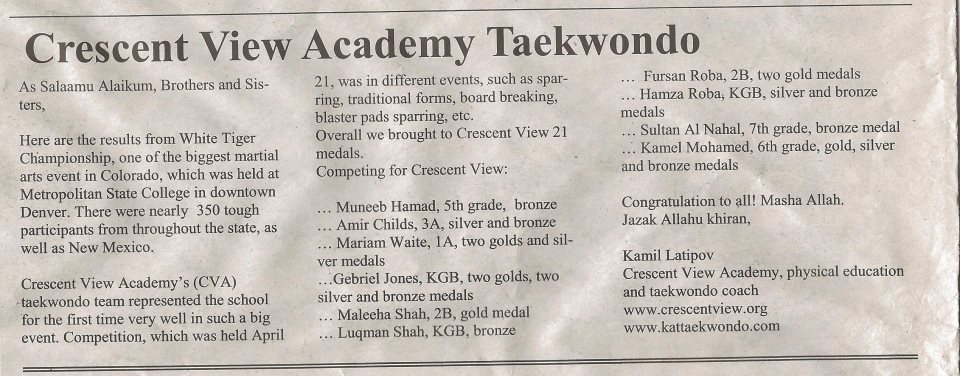 Crescent View Academy Taekwondo
As Salaamu Alaikum, Brothers and Sis-
ters,
Here are the results from White Tiger
Championship, one of the biggest martial
arts event in Colorado, which was held at
Metropolitan State College in downtown
Denver. There were nearly 350 tough
participants from throughout the state, as
well as New Mexico.
Crescent View Academy's (CVA)
taekwondo team represented the school
for the first time very well in such a big
event. Competition, which was held April
21, was in different events, such as spar-
ring, traditional forms, board breaking,
blaster pads sparring, etc.
Overall we brought to Crescent View 21
medals.
Competing for Crescent View:
… Muneeb Hamad, 5th grade, bronze
… Amir Childs, 3A, silver and bronze
… Mariam Waite, 1A, two golds and sil-
ver medals
…Gebriel Jones, KGB, two golds, two
silver and bronze medals
… Maleeha Shah, 2B, gold medal
… Luqman Shah, KGB, bronze
… Fursan Roba, 2B, two gold medals
… Hamza Roba, KGB, silver and bronze
medals
… Sultan Al Nahal, 7th grade, bronze medal
… Kamel Mohamed, 6th grade, gold, silver
and bronze medals
Congratulation to all! Masha Allah.
Jazak Allahu khiran,
Kamil Latipov
Crescent View Academy, physical education
and taekwondo coach
www.crescentview.org
www.kattaekwondo.com